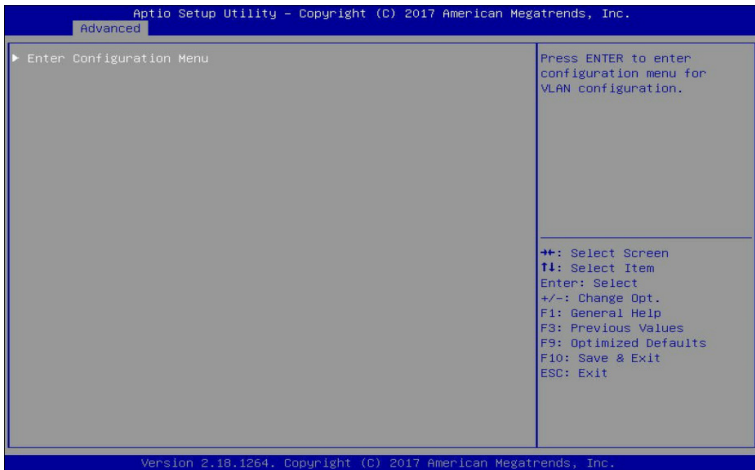 Aptio Setup Utility – Copyright (C) 2017 American Megatrends, Inc.
Advanced
▶ Enter Configuration Menu
Press ENTER to enter
configuration menu for
VLAN configuration.
→←: Select Screen
↑↓: Select Item
Enter: Select
+/-: Change Opt.
F1: General Help
F3: Previous Values
F9: Optimized Defaults
F10: Save & Exit
ESC: Exit
Version 2.18.1264. Copyright (C) 2017 American Megatrends, Inc.